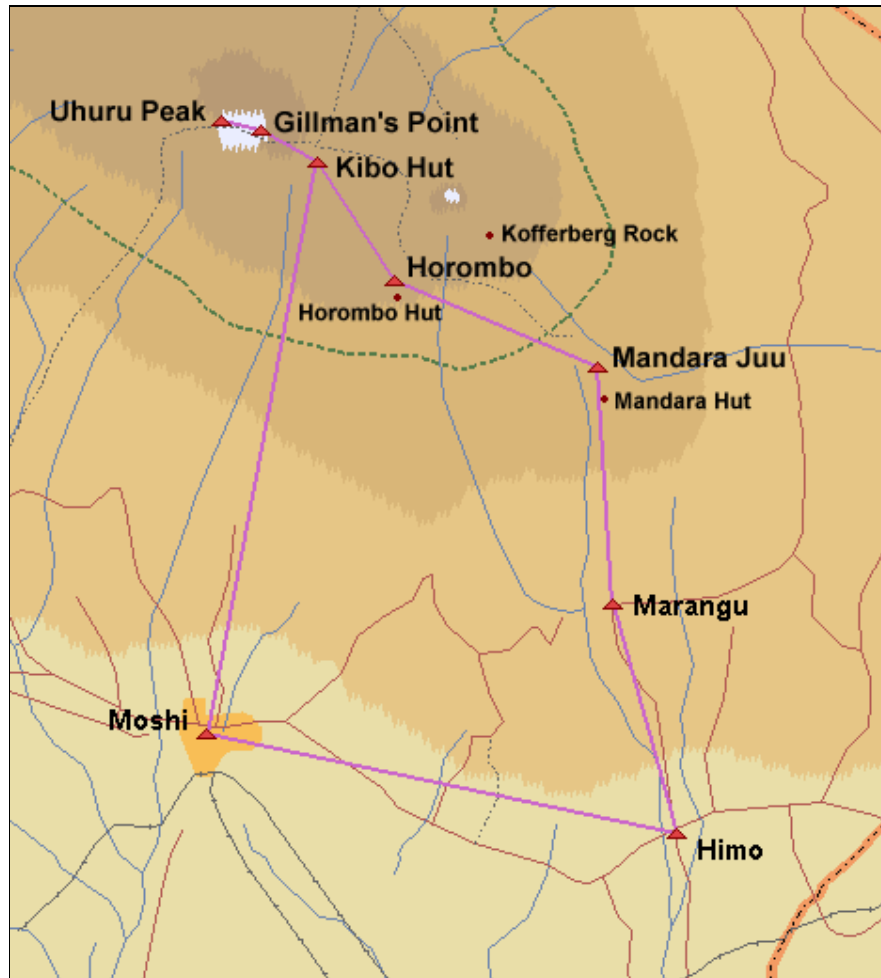 Uhuru Peak
Gillman's Point
Kibo Hut
Kofferberg Rock
Horombo
Horombo Hut
Mandara Juu
Mandara Hut
Marangu
Moshi
Himo